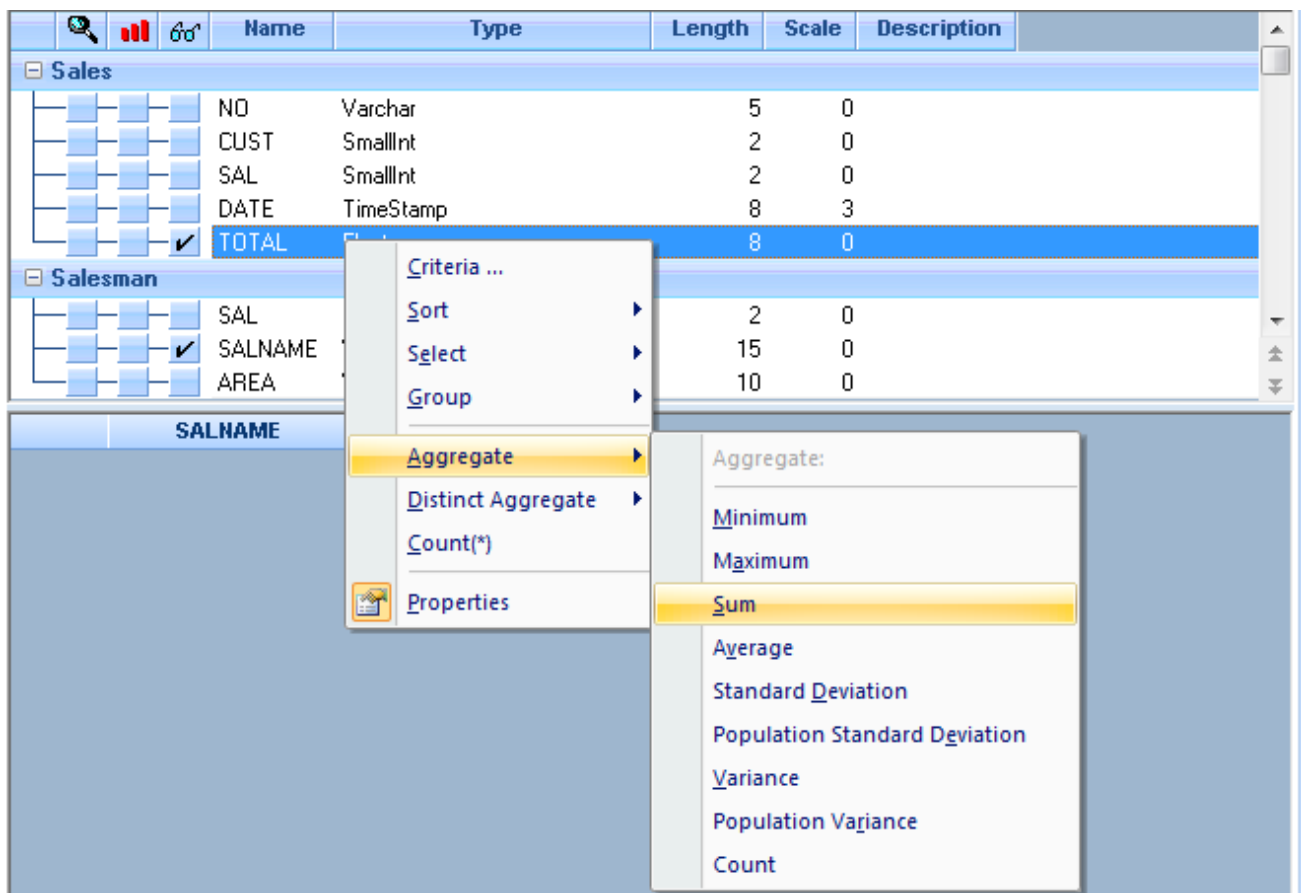 Name Type Length Scale Description
Sales
NO Varchar 5 0
CUST SmallInt 2 0
SAL SmallInt 2 0
DATE TimeStamp 8 3
TOTAL 8 0
Salesman
SAL 2 0
SALNAME 15 0
AREA 10 0
SALNAME
Criteria ...
Sort
Select
Group
Aggregate
Distinct Aggregate
Count(*)
Properties
Aggregate:
Minimum
Maximum
Sum
Average
Standard Deviation
Population Standard Deviation
Variance
Population Variance
Count